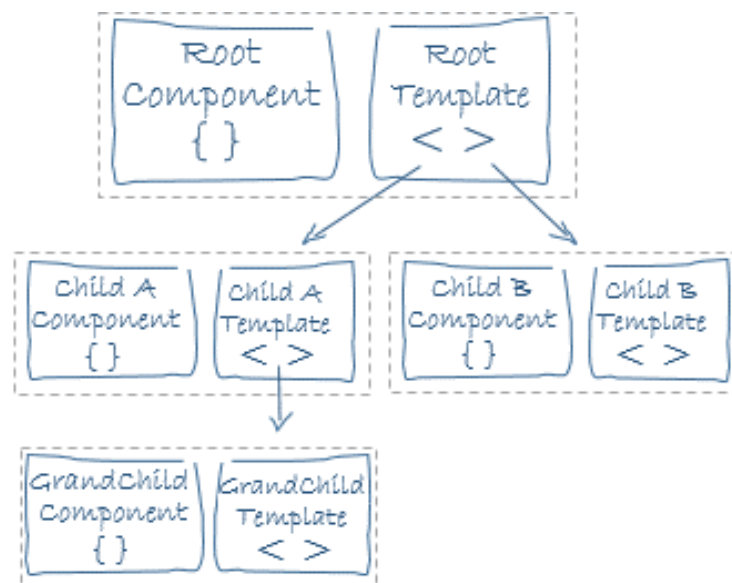 Root
Component
{ }
Root
Template
< >
Child A
Component
{ }
Child A
Template
< >
Child B
Component
{ }
Child B
Template
< >
GrandChild
Component
{ }
GrandChild
Template
< >